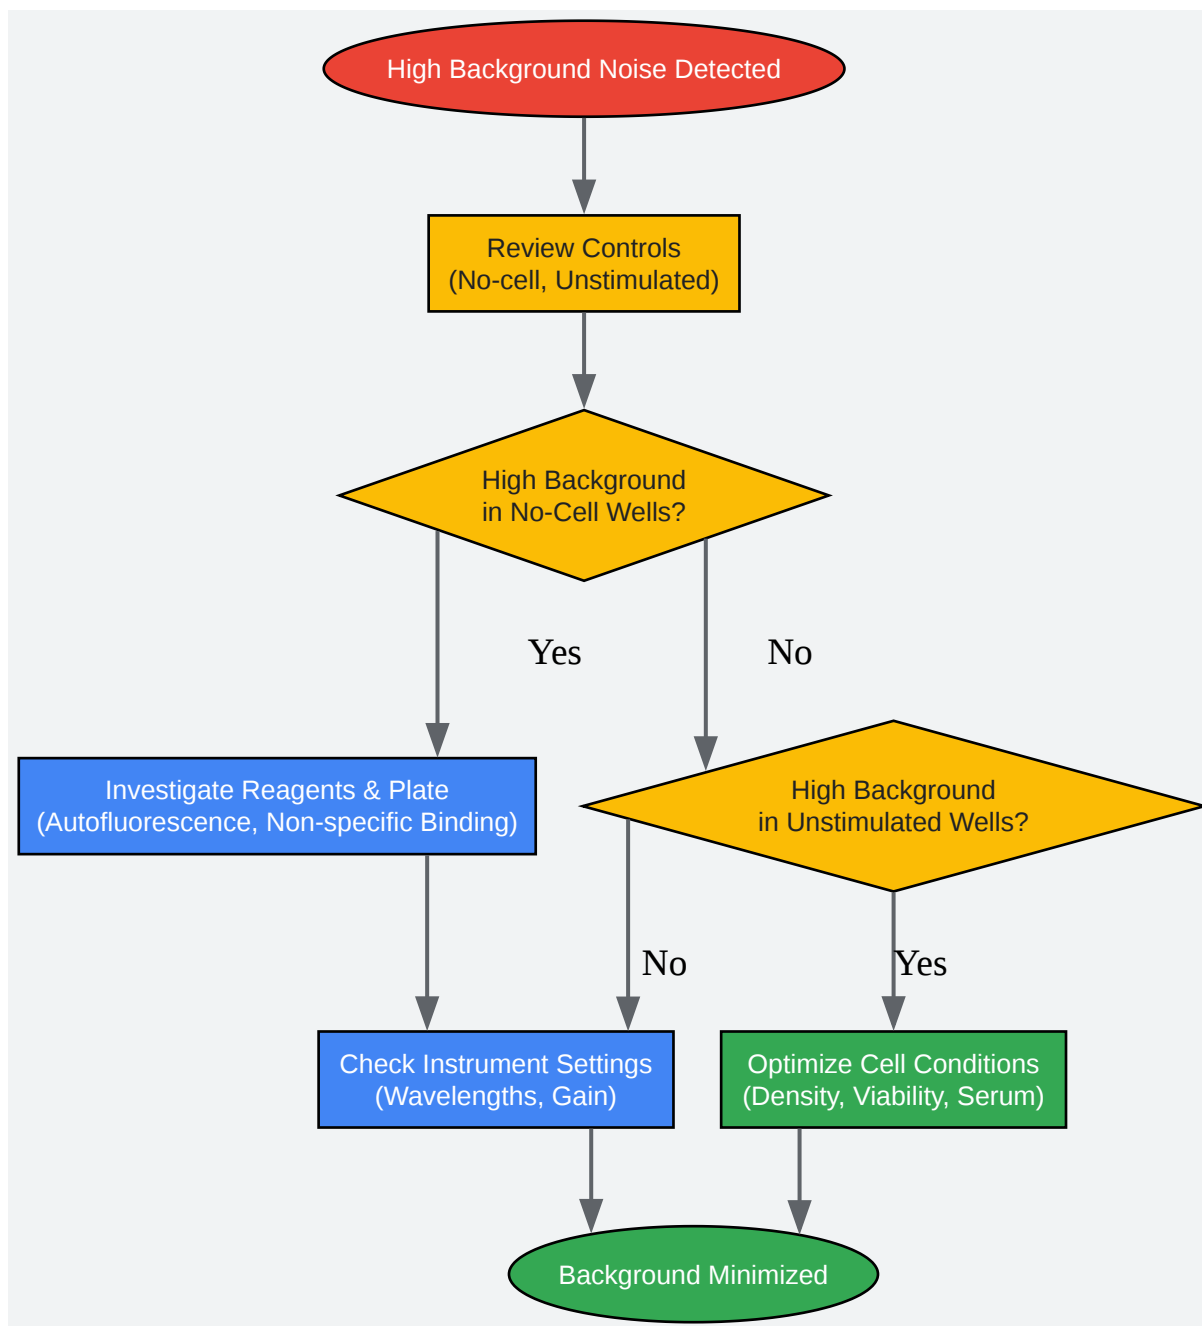 High Background Noise Detected
Review Controls
(No-cell, Unstimulated)
High Background
in No-Cell Wells?
Yes
No
Investigate Reagents & Plate
(Autofluorescence, Non-specific Binding)
High Background
in Unstimulated Wells?
No
Yes
Check Instrument Settings
(Wavelengths, Gain)
Optimize Cell Conditions
(Density, Viability, Serum)
Background Minimized